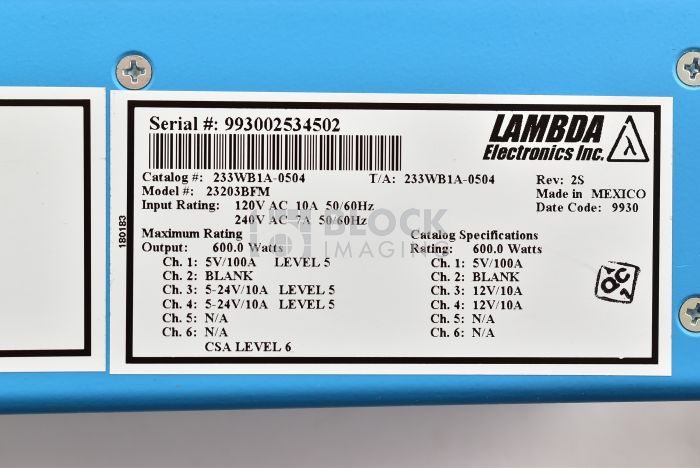 Serial #: 993002534502
LAMBDA
Electronics Inc.
λ
Catalog #: 233WB1A-0504 T/A: 233WB1A-0504 Rev: 2S
Model #: 23203BFM Made in MEXICO
Input Rating: 120V AC 10A 50/60Hz Date Code: 9930
240V AC 7A 50/60Hz
Maximum Rating Catalog Specifications
Output: 600.0 Watts Rating: 600.0 Watts
Ch. 1: 5V/100A LEVEL 5 Ch. 1: 5V/100A
Ch. 2: BLANK Ch. 2: BLANK
Ch. 3: 5-24V/10A LEVEL 5 Ch. 3: 12V/10A
Ch. 4: 5-24V/10A LEVEL 5 Ch. 4: 12V/10A
Ch. 5: N/A Ch. 5: N/A
Ch. 6: N/A Ch. 6: N/A
CSA LEVEL 6
1801B3
BLOCK
IMAGING